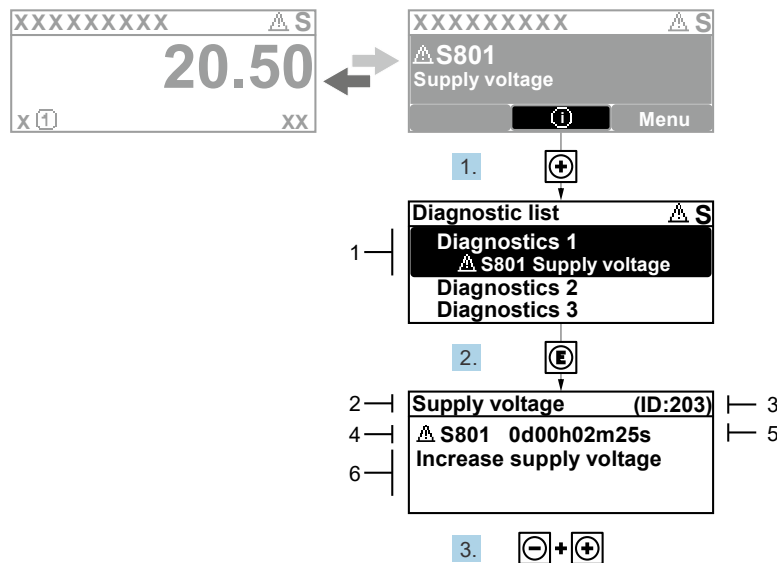 XXXXXXXXX ⚠ S
20.50
x ① xx
XXXXXXXXX ⚠ S
⚠ S801
Supply voltage
ⓘ Menu
1. +
Diagnostic list ⚠ S
1 Diagnostics 1
⚠ S801 Supply voltage
Diagnostics 2
Diagnostics 3
2. E
2 Supply voltage (ID:203) 3
4 ⚠ S801 0d00h02m25s 5
6 Increase supply voltage
3. - + +